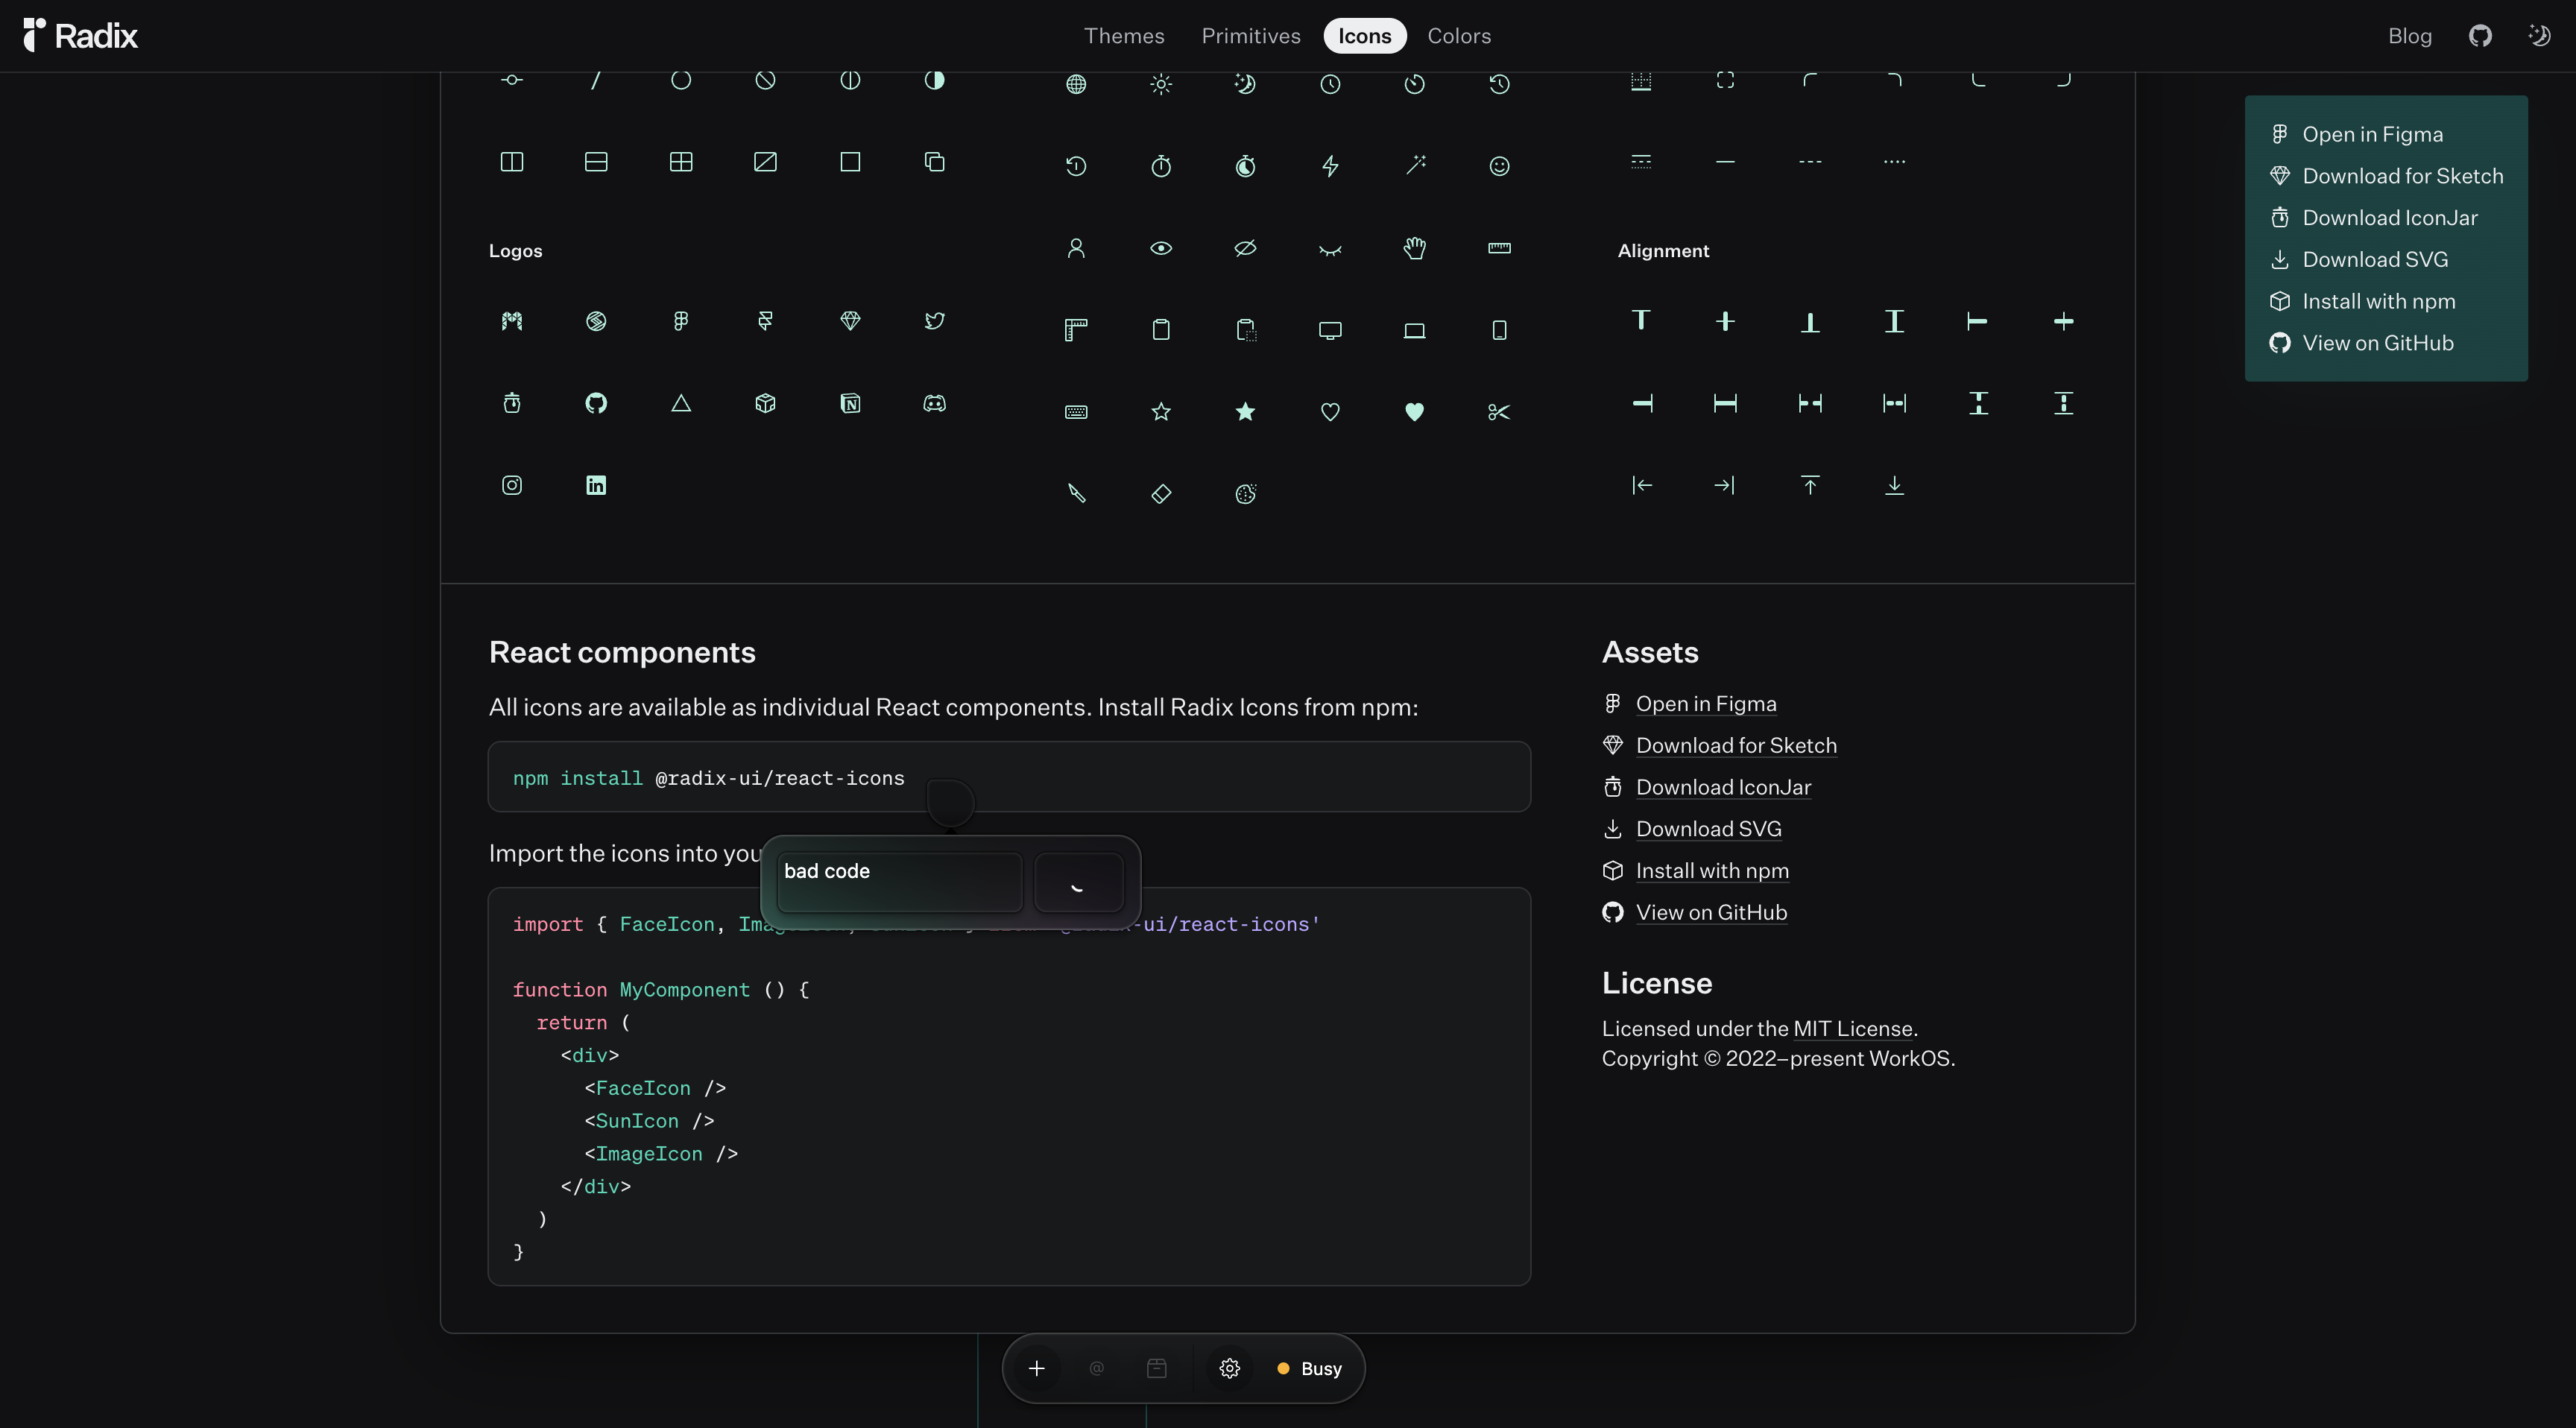 Radix
Themes
Primitives
Icons
Colors
Blog
Open in Figma
Download for Sketch
Download IconJar
Download SVG
Install with npm
View on GitHub
Logos
Alignment
React components
All icons are available as individual React components. Install Radix Icons from npm:
npm install @radix-ui/react-icons
Import the icons into you
bad code
import { FaceIcon, Ima
-ui/react-icons'
function MyComponent () {
return (
<div>
<FaceIcon />
<SunIcon />
<ImageIcon />
</div>
)
}
Assets
Open in Figma
Download for Sketch
Download IconJar
Download SVG
Install with npm
View on GitHub
License
Licensed under the MIT License.
Copyright © 2022–present WorkOS.
@
Busy